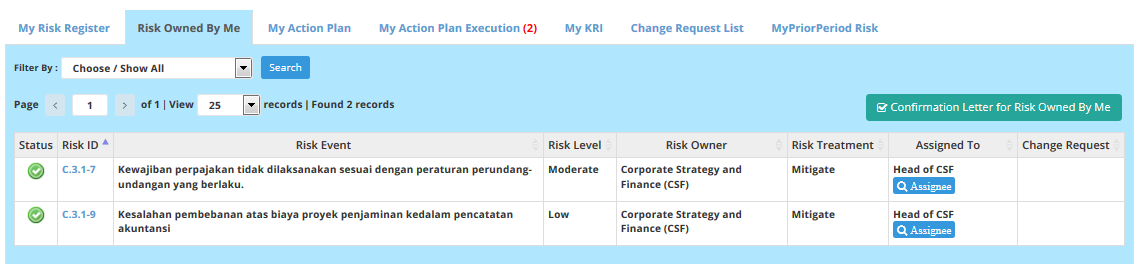 My Risk Register Risk Owned By Me My Action Plan My Action Plan Execution (2) My KRI Change Request List MyPriorPeriod Risk
Filter By : Choose / Show All Search
Page < 1 > of 1 | View 25 records | Found 2 records
Confirmation Letter for Risk Owned By Me
Status Risk ID Risk Event Risk Level Risk Owner Risk Treatment Assigned To Change Request
C.3.1-7 Kewajiban perpajakan tidak dilaksanakan sesuai dengan peraturan perundang- Moderate Corporate Strategy and Mitigate Head of CSF
undangan yang berlaku. Finance (CSF) Assignee
C.3.1-9 Kesalahan pembebanan atas biaya proyek penjaminan kedalam pencatatan Low Corporate Strategy and Mitigate Head of CSF
akuntansi Finance (CSF) Assignee